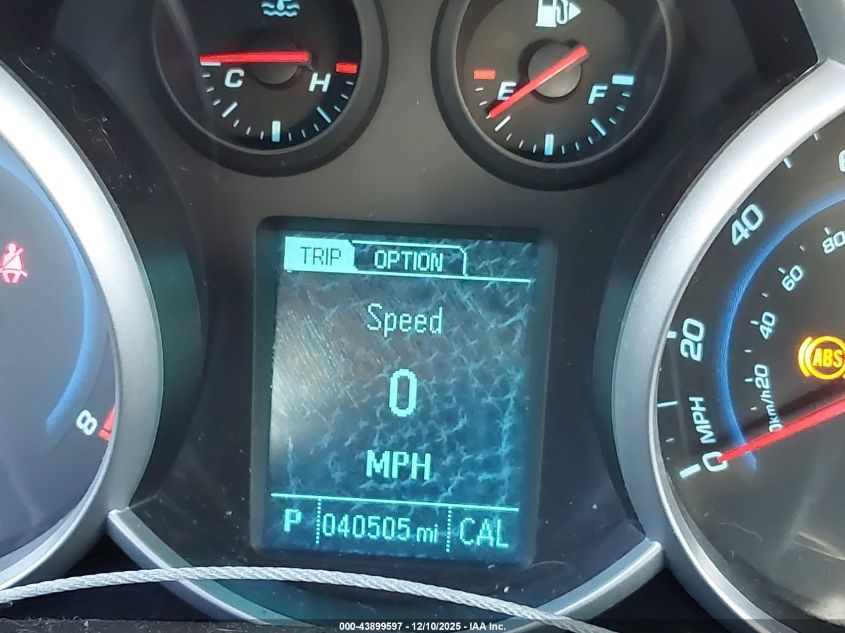 C H
E F
TRIP OPTION
Speed
0
MPH
P 040505 mi CAL
8
40
20
0 MPH
80
60
40
20
0 km/h
ABS
000-43899597 - 12/10/2025 - IAA Inc.